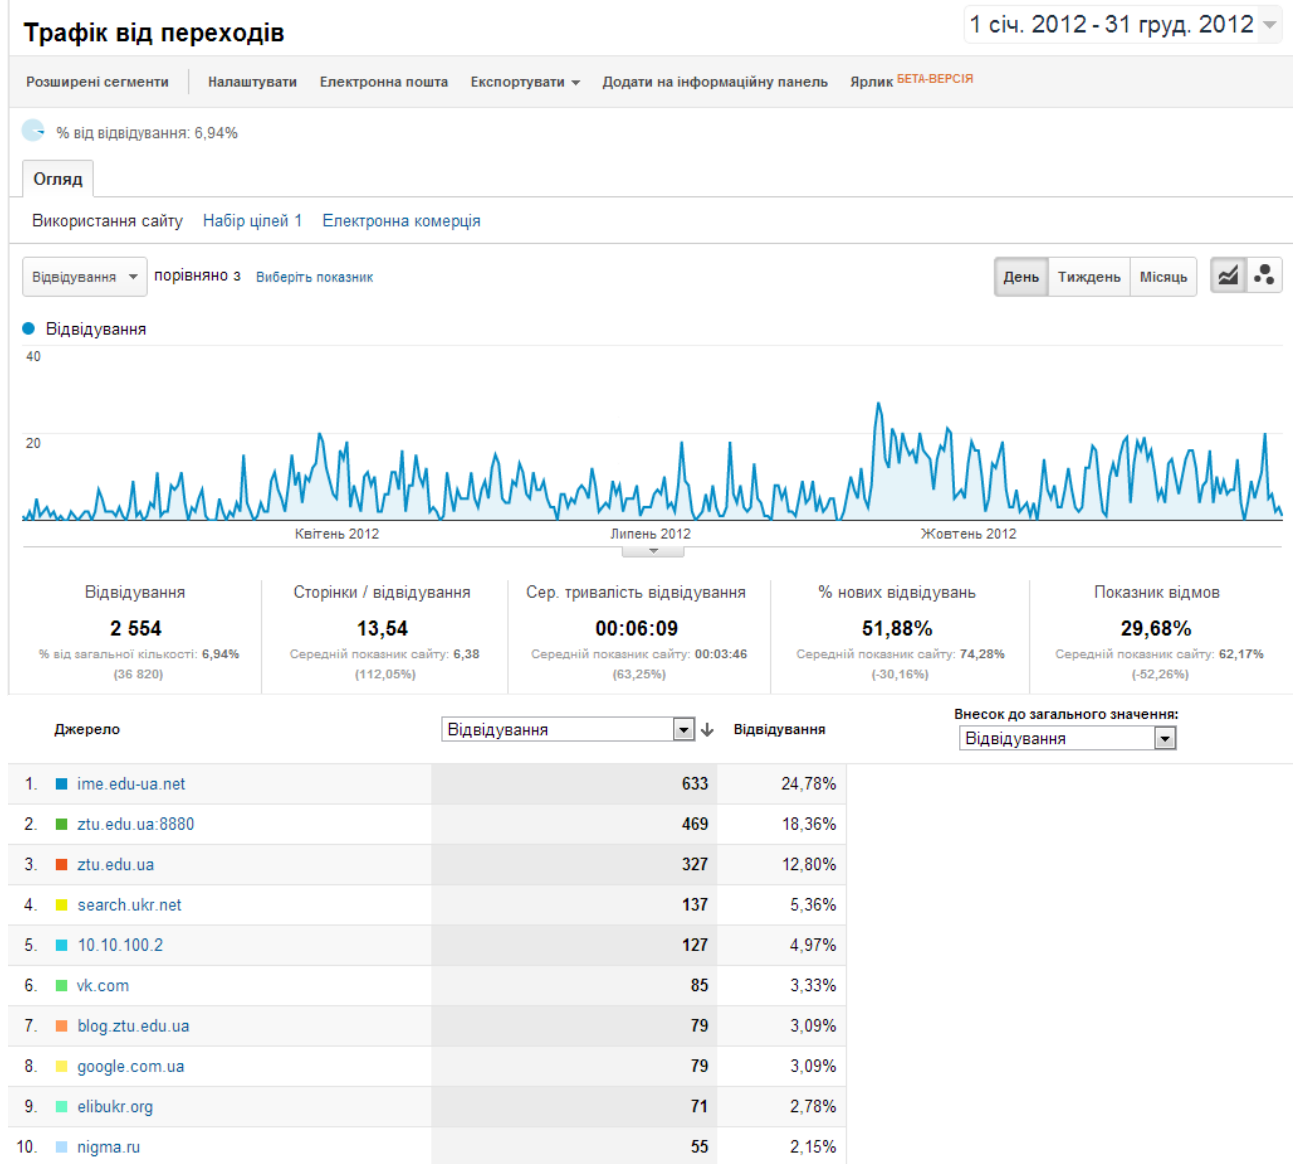 Трафік від переходів
1 січ. 2012 - 31 груд. 2012
Розширені сегменти Налаштувати Електронна пошта Експортувати Додати на інформаційну панель Ярлик БЕТА-ВЕРСІЯ
% від відвідування: 6,94%
Огляд
Використання сайту Набір цілей 1 Електронна комерція
Відвідування порівняно з Виберіть показник День Тиждень Місяць
Відвідування
40
20
Квітень 2012 Липень 2012 Жовтень 2012
Відвідування Сторінки / відвідування Сер. тривалість відвідування % нових відвідувань Показник відмов
2 554 13,54 00:06:09 51,88% 29,68%
% від загальної кількості: 6,94% Середній показник сайту: 6,38 Середній показник сайту: 00:03:46 Середній показник сайту: 74,28% Середній показник сайту: 62,17%
(36 820) (112,05%) (63,25%) (-30,16%) (-52,26%)
Внесок до загального значення:
Джерело Відвідування Відвідування Відвідування
1. ime.edu-ua.net 633 24,78%
2. ztu.edu.ua:8880 469 18,36%
3. ztu.edu.ua 327 12,80%
4. search.ukr.net 137 5,36%
5. 10.10.100.2 127 4,97%
6. vk.com 85 3,33%
7. blog.ztu.edu.ua 79 3,09%
8. google.com.ua 79 3,09%
9. elibukr.org 71 2,78%
10. nigma.ru 55 2,15%